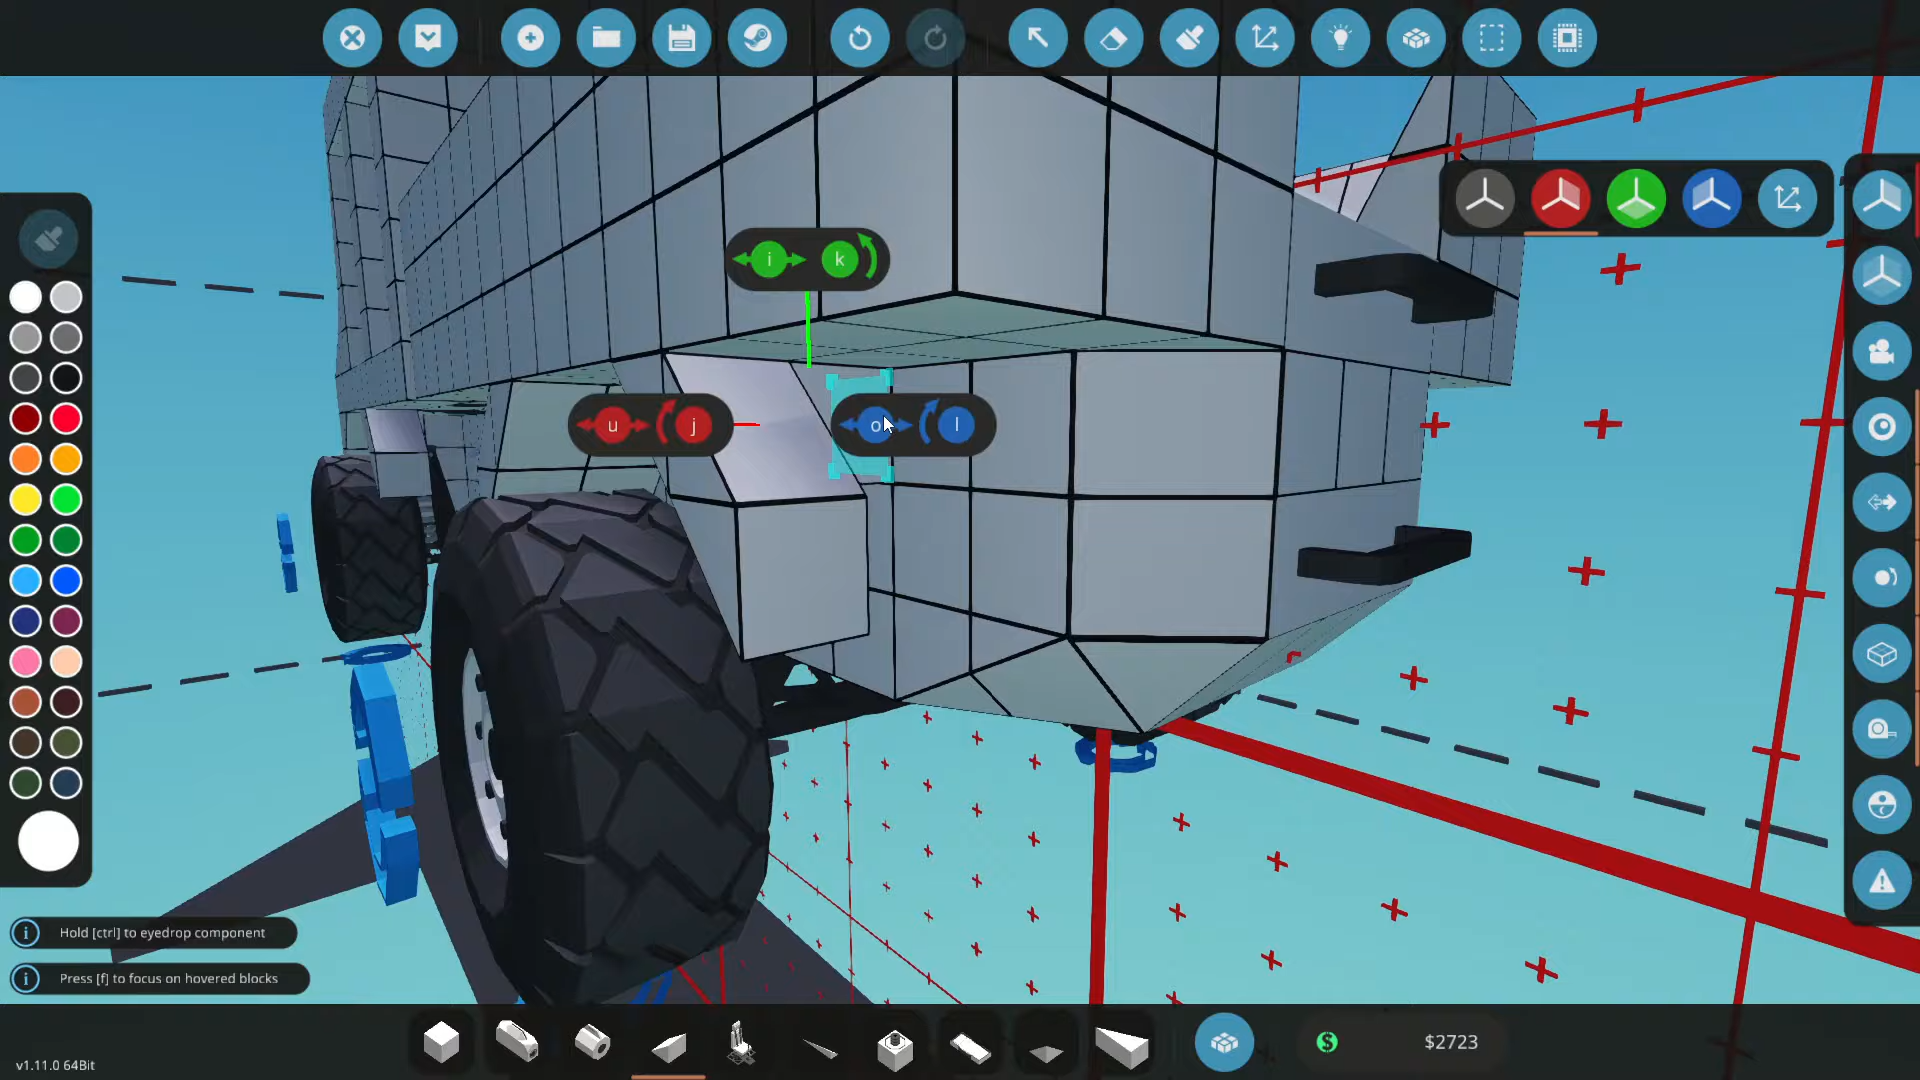 i k
u j
o l
Hold [ctrl] to eyedrop component
Press [f] to focus on hovered blocks
$ $2723
v1.11.0 64Bit